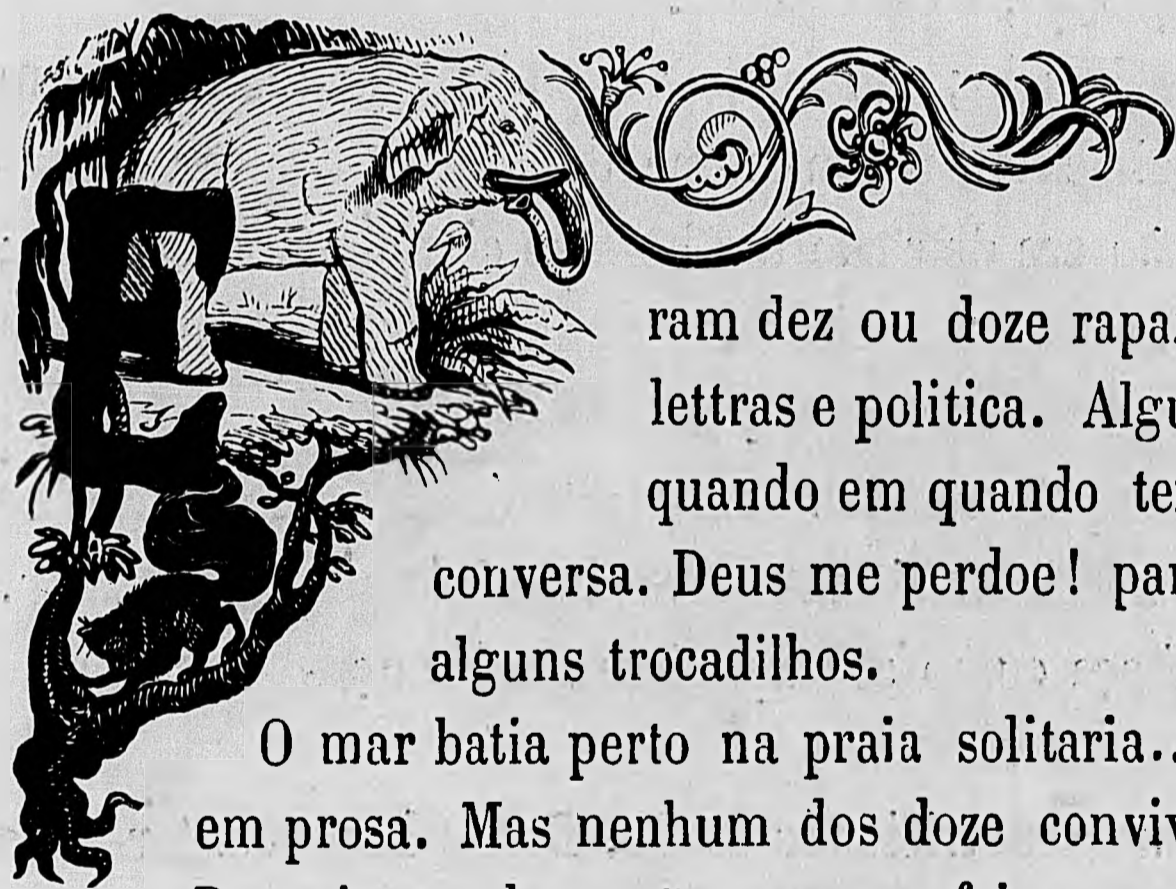 E
ram dez ou doze rapa
lettras e politica. Algu
quando em quando te
conversa. Deus me perdoe! par
alguns trocadilhos.
O mar batia perto na praia solitaria..
em prosa. Mas nenhum dos doze conviv